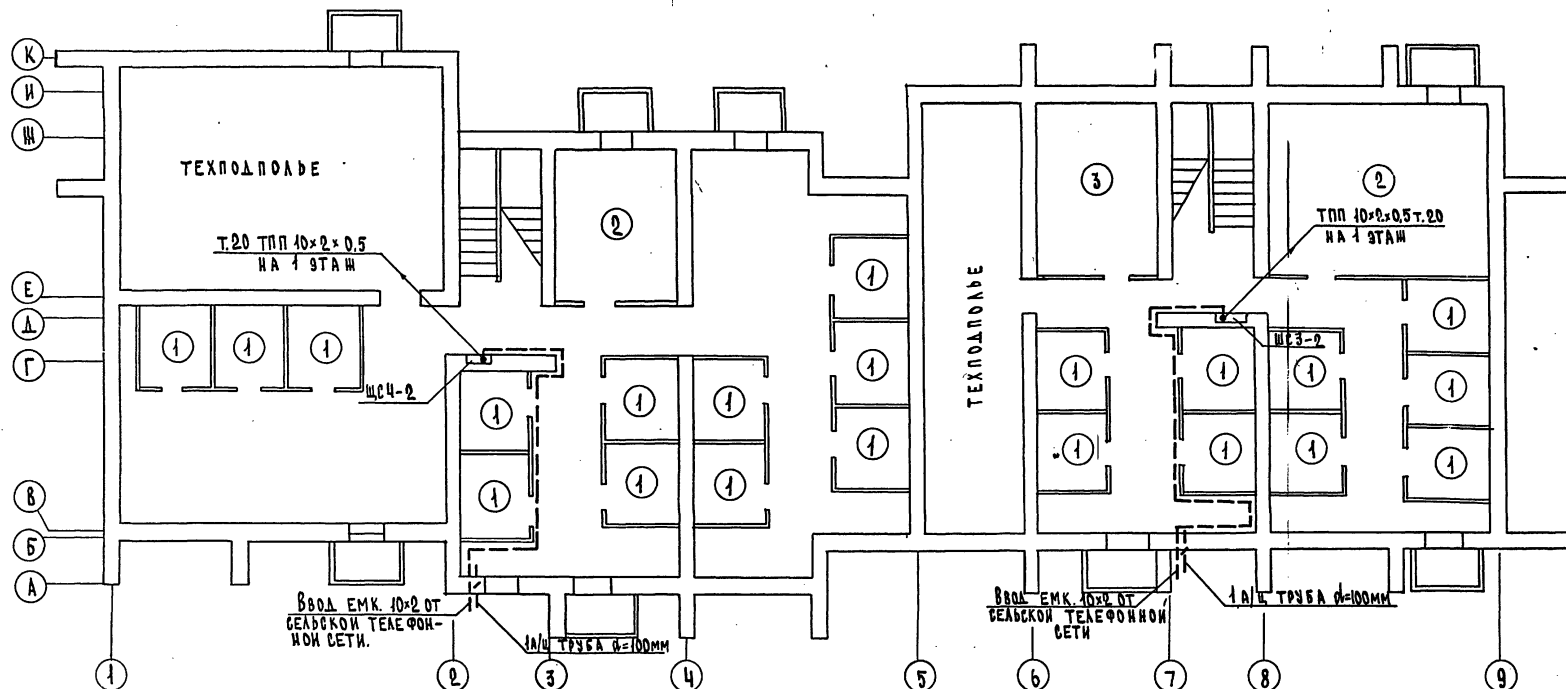 К
И
Ж
Е
Д
Г
В
Б
А
ТЕХПОДПОЛЬЕ
Т.20 ТПП 10×2×0,5
НА 1 ЭТАЖ
2
1
1
1
ЩС4-2
1
1
1
1
1
1
1
1
1
ВВОД ЕМК. 10×2 ОТ
СЕЛЬСКОЙ ТЕЛЕФОН-
НОЙ СЕТИ.
1 А/Ц ТРУБА d=100ММ
ТЕХПОДПОЛЬЕ
3
2
ТПП 10×2×0,5 Т.20
НА 1 ЭТАЖ
ЩС3-2
1
1
1
1
1
1
1
1
1
ВВОД ЕМК. 10×2 ОТ
СЕЛЬСКОЙ ТЕЛЕФОННОЙ
СЕТИ
1 А/Ц ТРУБА d=100ММ
1
2
3
4
5
6
7
8
9